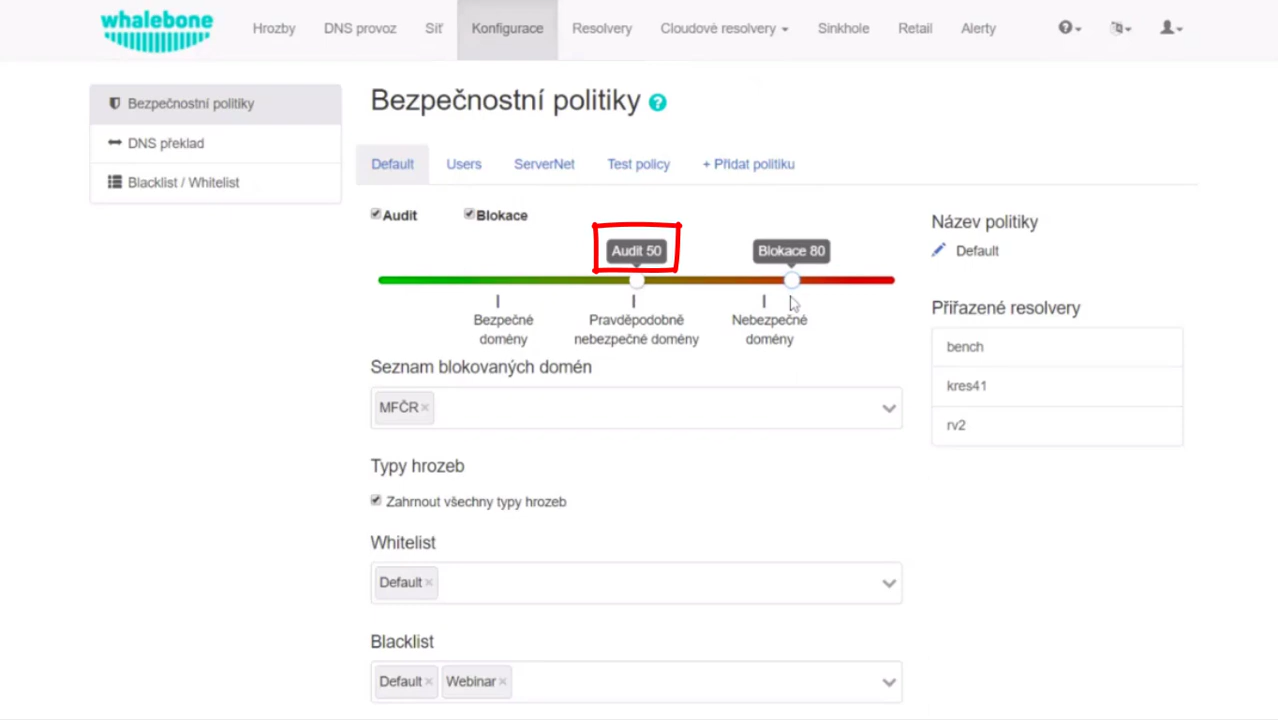 whalebone
Hrozby DNS provoz Síť Konfigurace Resolvery Cloudové resolvery Sinkhole Retail Alerty
Bezpečnostní politiky
DNS překlad
Blacklist / Whitelist
Bezpečnostní politiky ?
Default Users ServerNet Test policy + Přidat politiku
Audit Blokace
Audit 50 Blokace 80
Bezpečné domény
Pravděpodobně nebezpečné domény
Nebezpečné domény
Seznam blokovaných domén
MFČR ×
Typy hrozeb
Zahrnout všechny typy hrozeb
Whitelist
Default ×
Blacklist
Default × Webinar ×
Název politiky
Default
Přiřazené resolvery
bench
kres41
rv2